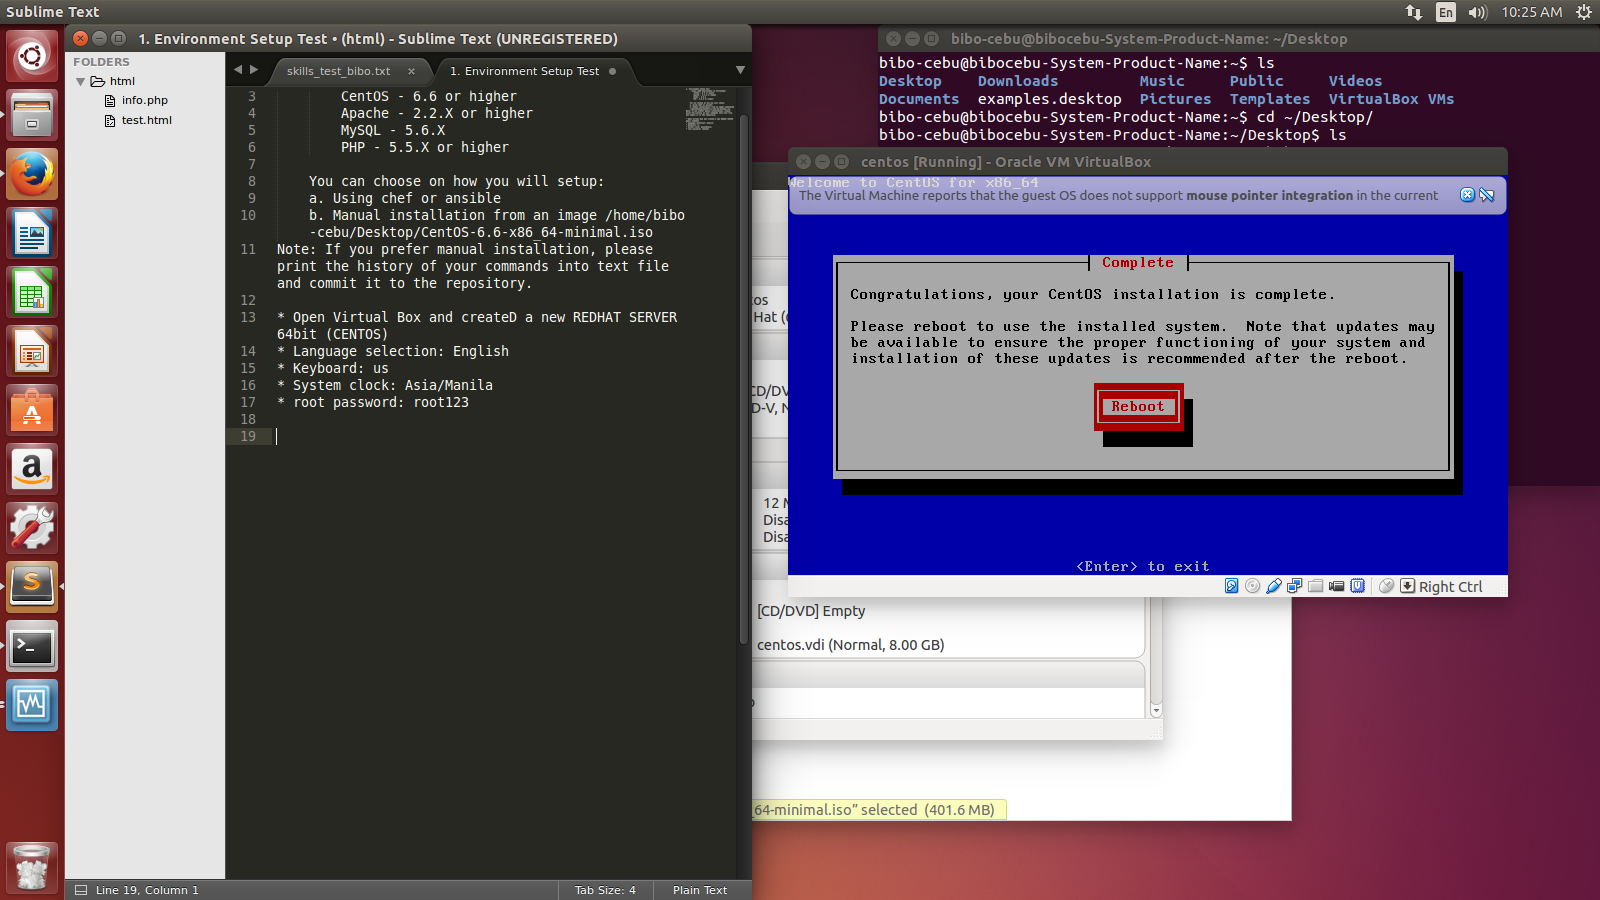 Sublime Text
En
10:25 AM
1. Environment Setup Test • (html) - Sublime Text (UNREGISTERED)
FOLDERS
html
info.php
test.html
skills_test_bibo.txt
1. Environment Setup Test
3 CentOS - 6.6 or higher
4 Apache - 2.2.X or higher
5 MySQL - 5.6.X
6 PHP - 5.5.X or higher
7
8 You can choose on how you will setup:
9 a. Using chef or ansible
10 b. Manual installation from an image /home/bibo
-cebu/Desktop/CentOS-6.6-x86_64-minimal.iso
11 Note: If you prefer manual installation, please
print the history of your commands into text file
and commit it to the repository.
12
13 * Open Virtual Box and createD a new REDHAT SERVER
64bit (CENTOS)
14 * Language selection: English
15 * Keyboard: us
16 * System clock: Asia/Manila
17 * root password: root123
18
19
Line 19, Column 1
Tab Size: 4
Plain Text
bibo-cebu@bibocebu-System-Product-Name: ~/Desktop
bibo-cebu@bibocebu-System-Product-Name:~$ ls
Desktop Downloads Music Public Videos
Documents examples.desktop Pictures Templates VirtualBox VMs
bibo-cebu@bibocebu-System-Product-Name:~$ cd ~/Desktop/
bibo-cebu@bibocebu-System-Product-Name:~/Desktop$ ls
centos [Running] - Oracle VM VirtualBox
Welcome to CentOS for x86_64
The Virtual Machine reports that the guest OS does not support mouse pointer integration in the current
Complete
Congratulations, your CentOS installation is complete.
Please reboot to use the installed system. Note that updates may
be available to ensure the proper functioning of your system and
installation of these updates is recommended after the reboot.
Reboot
<Enter> to exit
Right Ctrl
Hat
CD/DV
D-V, N
12 M
Disa
Disa
[CD/DVD] Empty
centos.vdi (Normal, 8.00 GB)
64-minimal.iso” selected (401.6 MB)